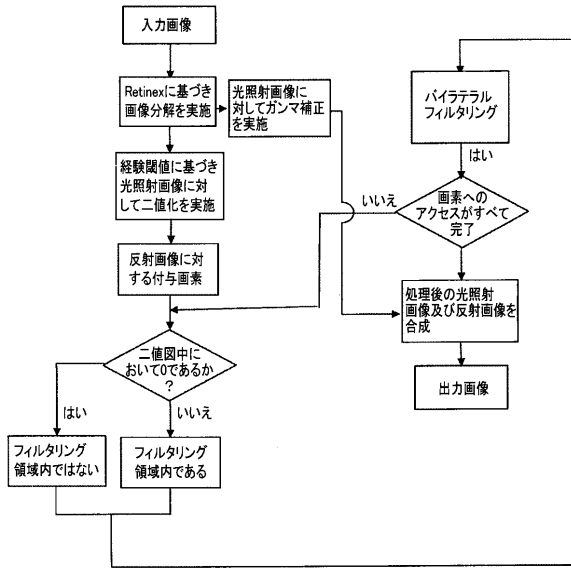 入力画像
Retinexに基づき
画像分解を実施
光照射画像に
対してガンマ補正
を実施
経験閾値に基づき
光照射画像に対
して二値化を実施
反射画像に対
する付与画素
二値図中に
おいて0であるか
?
はい
いいえ
フィルタリング
領域内ではない
フィルタリング
領域内である
バイラテラル
フィルタリング
はい
いいえ
画素への
アクセスがすべて
完了
処理後の光照射
画像及び反射画像を
合成
出力画像